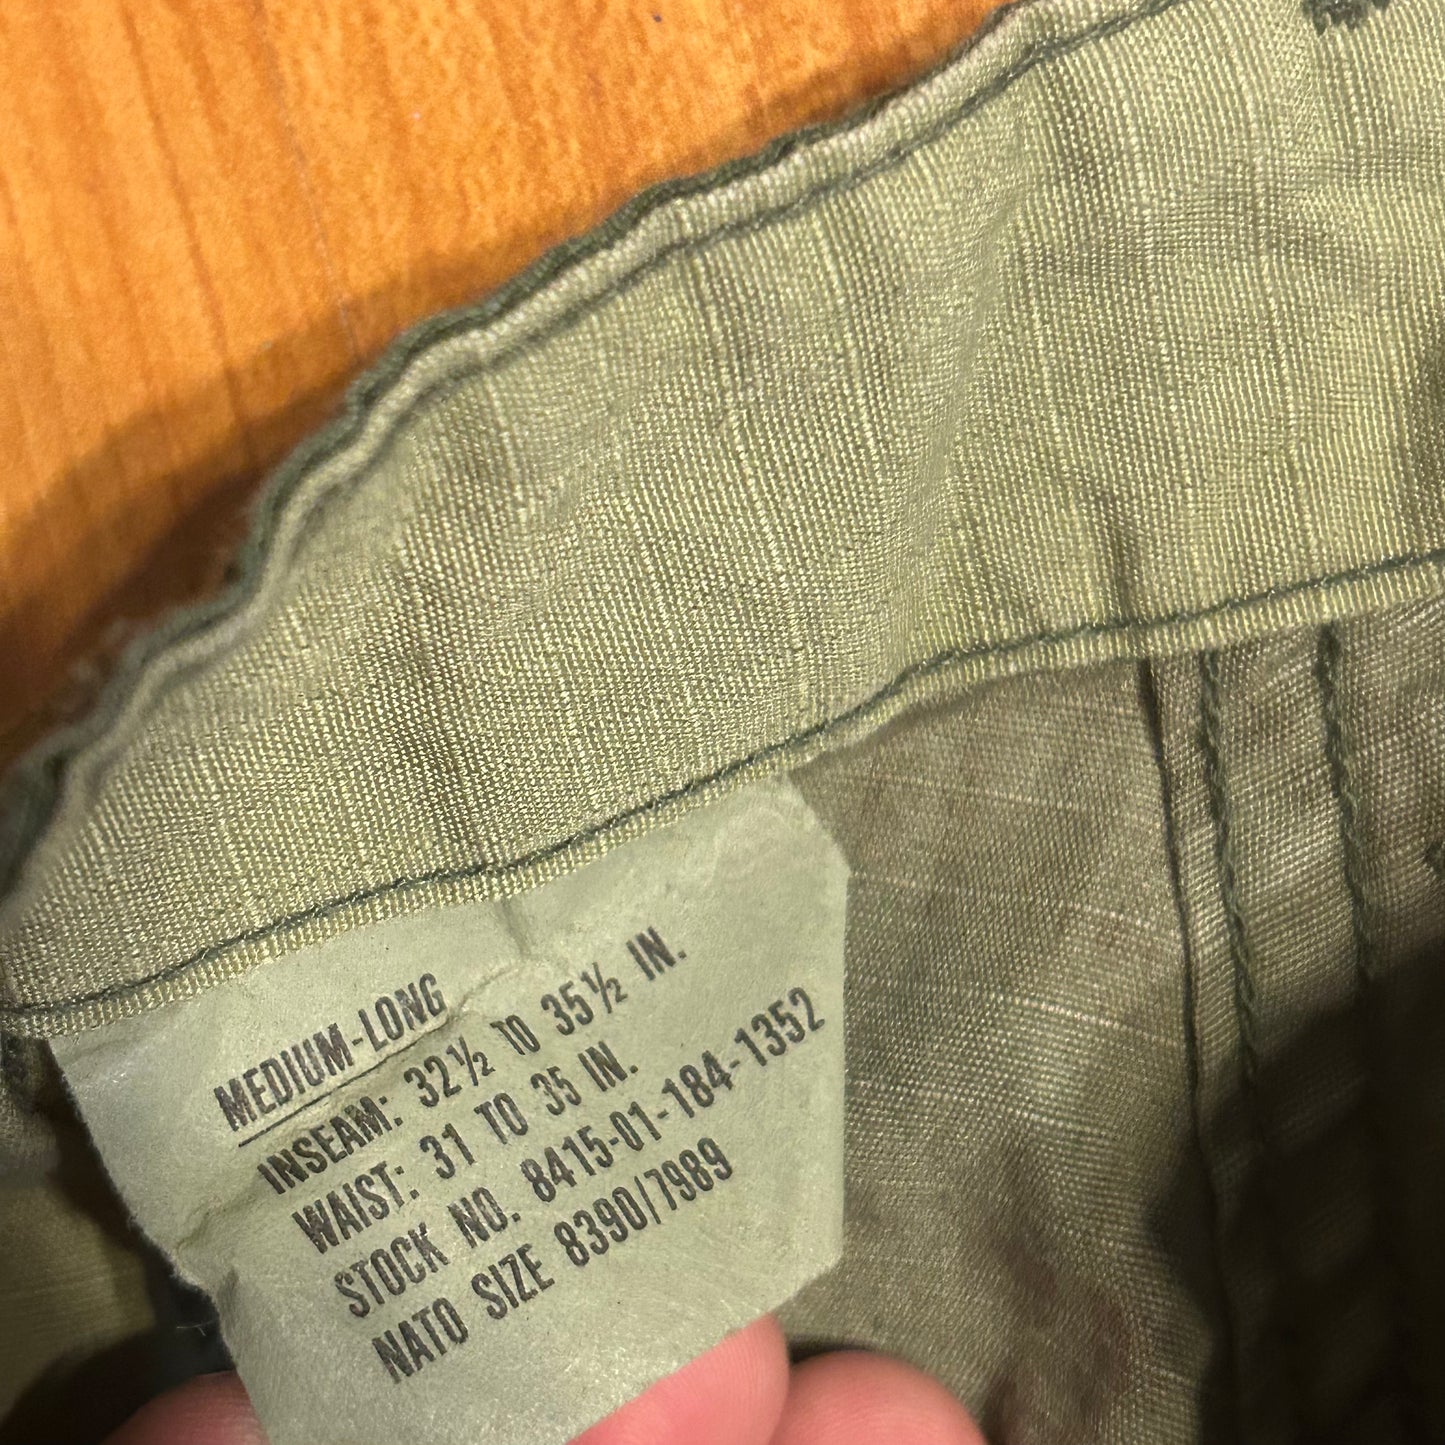 MEDIUM-LONG
INSEAM: 32½ TO 35½ IN.
WAIST: 31 TO 35 IN.
STOCK NO. 8415-01-184-1352
NATO SIZE 8390/7989